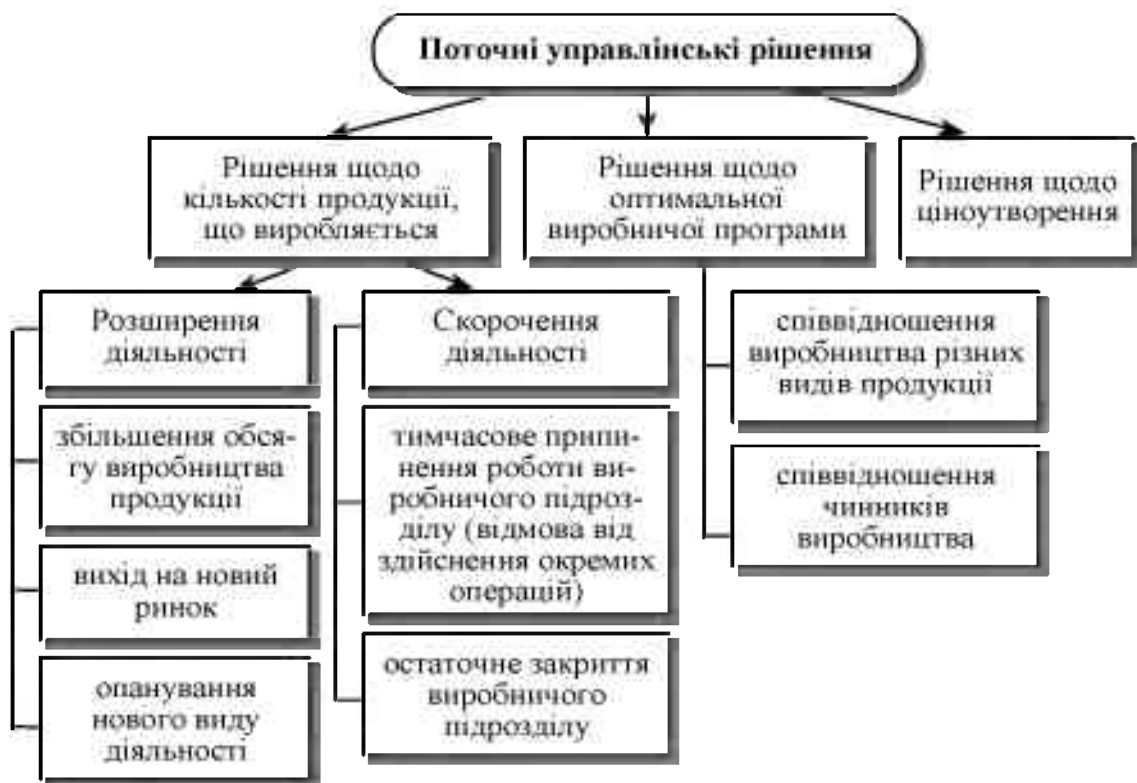 Поточні управлінські рішення
Рішення щодо
кількості продукції,
що виробляється
Рішення щодо
оптимальної
виробничої програми
Рішення щодо
ціноутворення
Розширення
діяльності
збільшення обся-
гу виробництва
продукції
вихід на новий
ринок
опанування
нового виду
діяльності
Скорочення
діяльності
тимчасове припи-
нення роботи ви-
робничого підроз-
ділу (відмова від
здійснення окремих
операцій)
остаточне закриття
виробничого
підрозділу
співвідношення
виробництва різних
видів продукції
співвідношення
чинників
виробництва